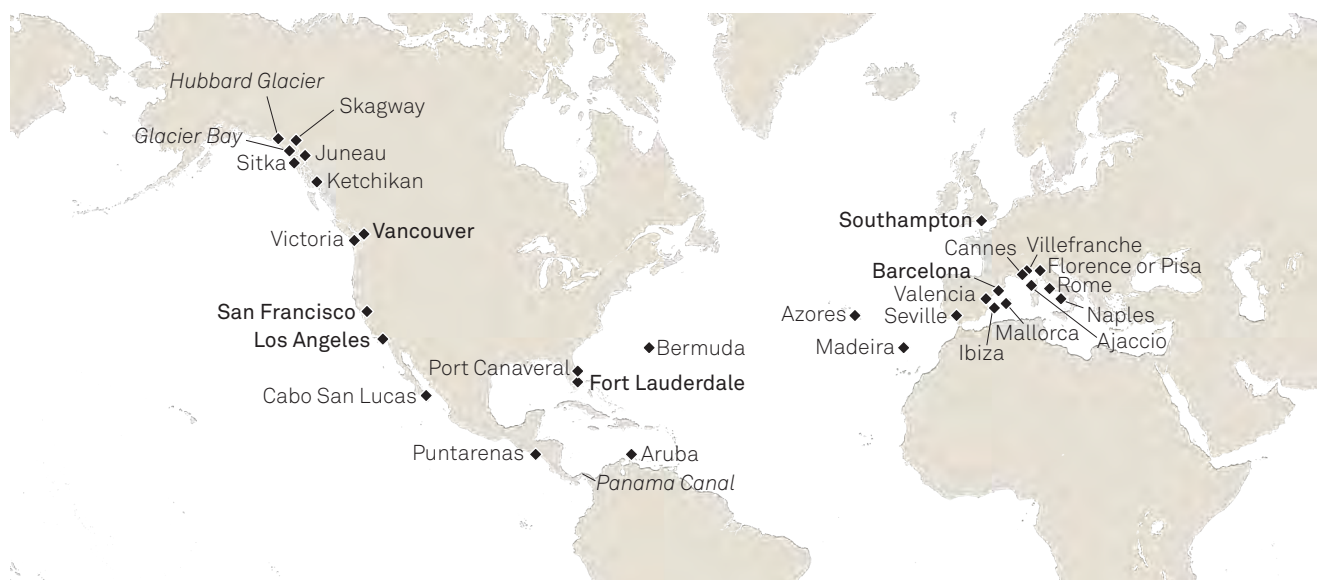 Hubbard Glacier
Skagway
Glacier Bay
Juneau
Sitka
Ketchikan
Victoria
Vancouver
San Francisco
Los Angeles
Cabo San Lucas
Puntarenas
Port Canaveral
Fort Lauderdale
Bermuda
Aruba
Panama Canal
Azores
Madeira
Southampton
Cannes
Villefranche
Florence or Pisa
Barcelona
Rome
Valencia
Naples
Seville
Mallorca
Ajaccio
Ibiza